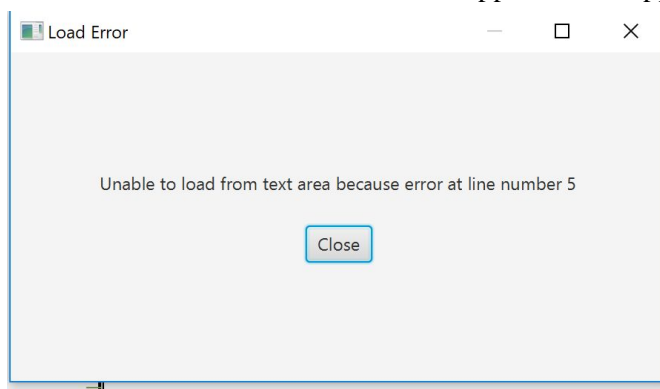 Load Error
Unable to load from text area because error at line number 5
Close